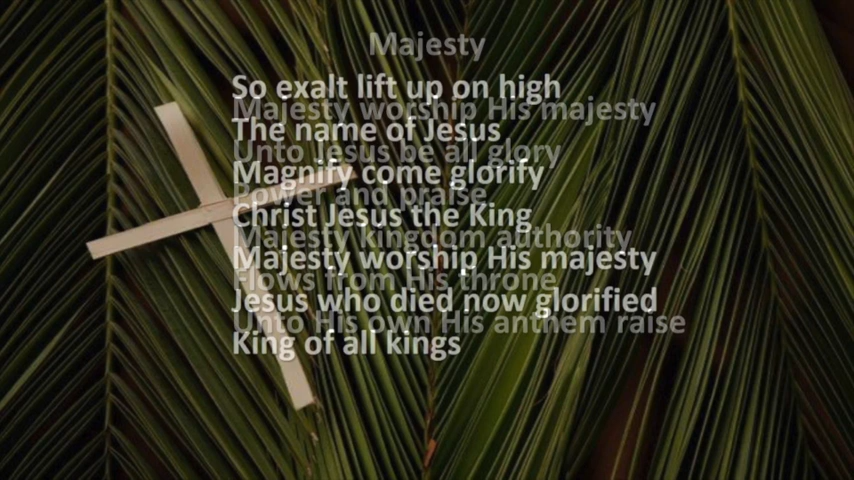 Majesty
So exalt lift up on high
Majesty worship His majesty
The name of Jesus
Unto Jesus be all glory
Magnify come glorify
Power and praise
Christ Jesus the King
Majesty kingdom authority
Majesty worship His majesty
Flows from His throne
Jesus who died now glorified
Unto His own His anthem raise
King of all kings